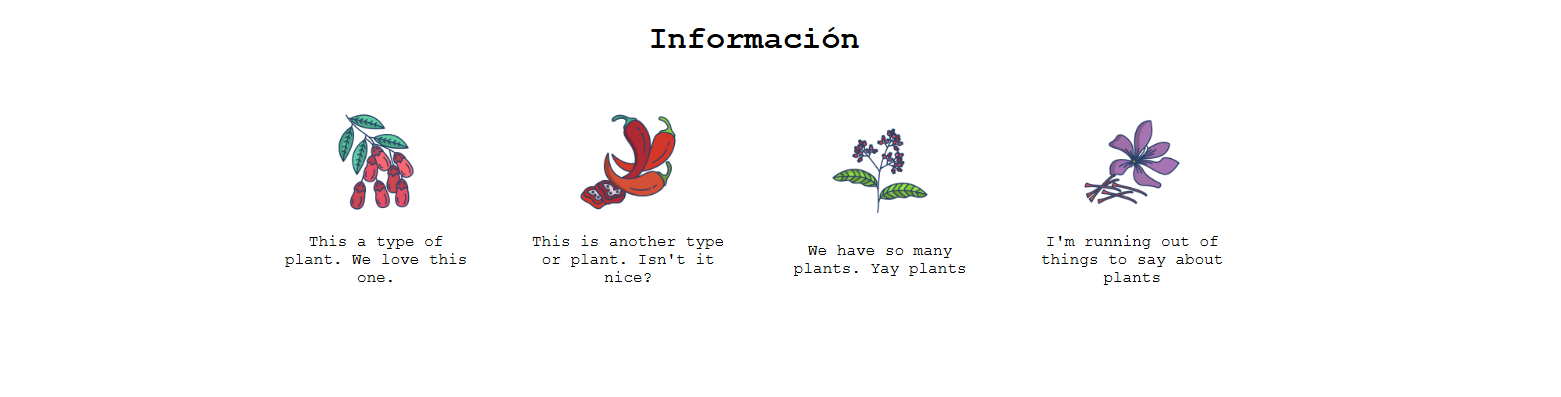 Información
This a type of
plant. We love this
one.
This is another type
or plant. Isn't it
nice?
We have so many
plants. Yay plants
I'm running out of
things to say about
plants